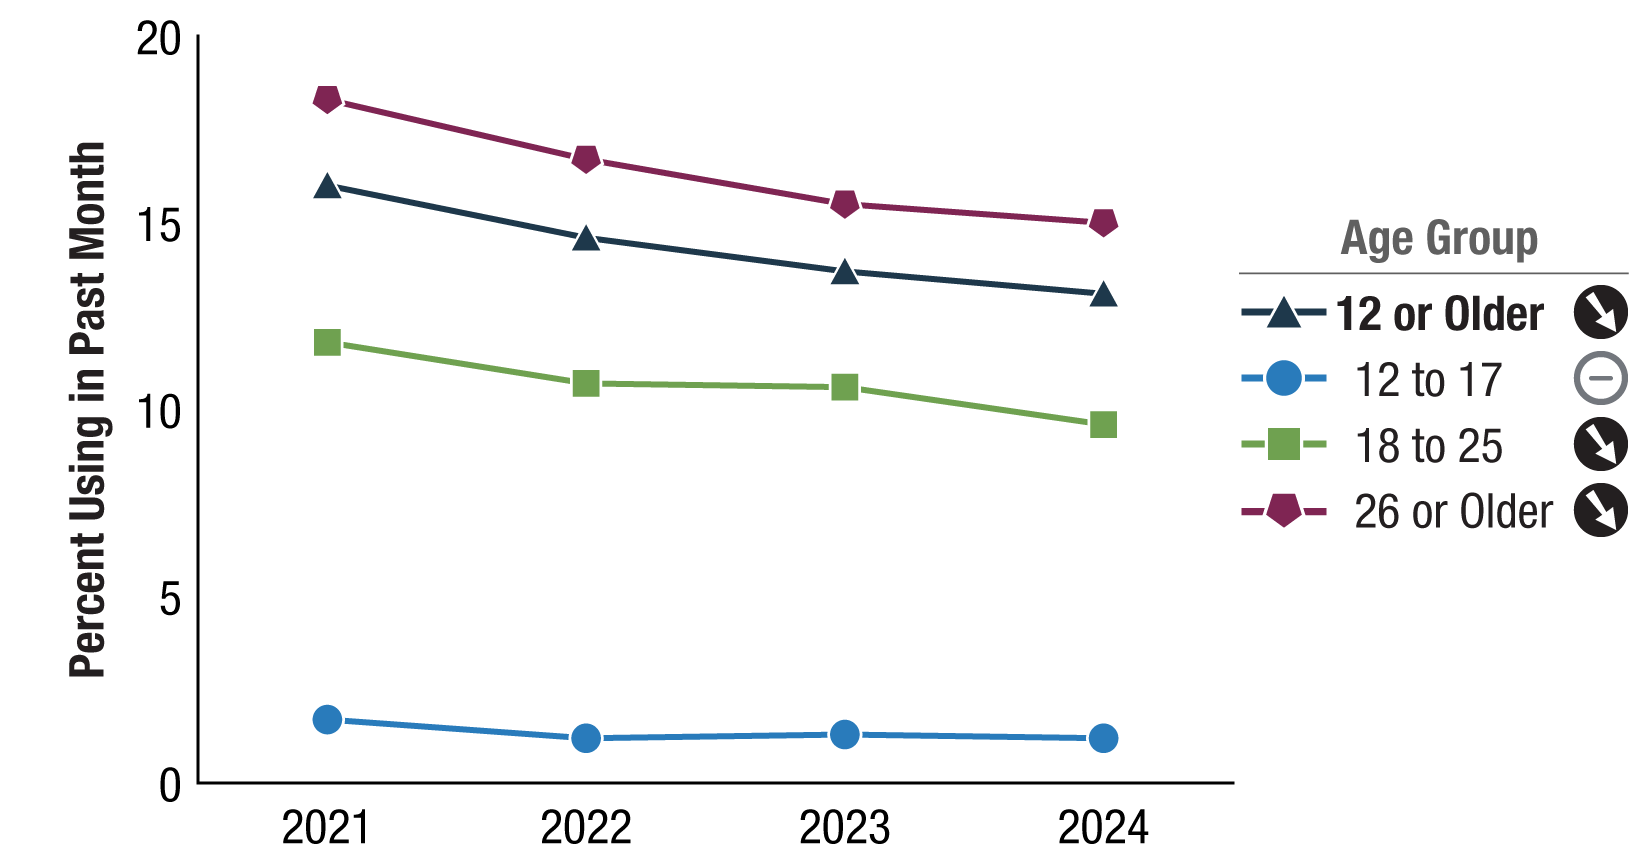 Percent Using in Past Month
20
15
10
5
0
2021 2022 2023 2024
Age Group
12 or Older
12 to 17
18 to 25
26 or Older